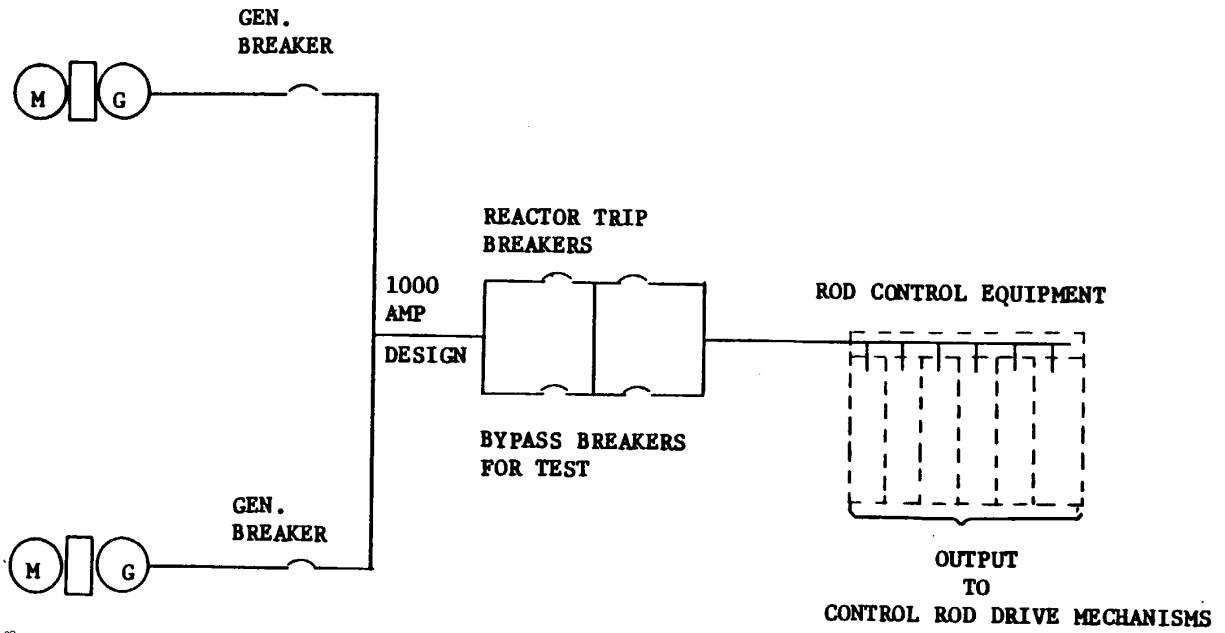 GEN.
BREAKER
M G
REACTOR TRIP
BREAKERS
1000
AMP
DESIGN
ROD CONTROL EQUIPMENT
BYPASS BREAKERS
FOR TEST
GEN.
BREAKER
M G
OUTPUT
TO
CONTROL ROD DRIVE MECHANISMS